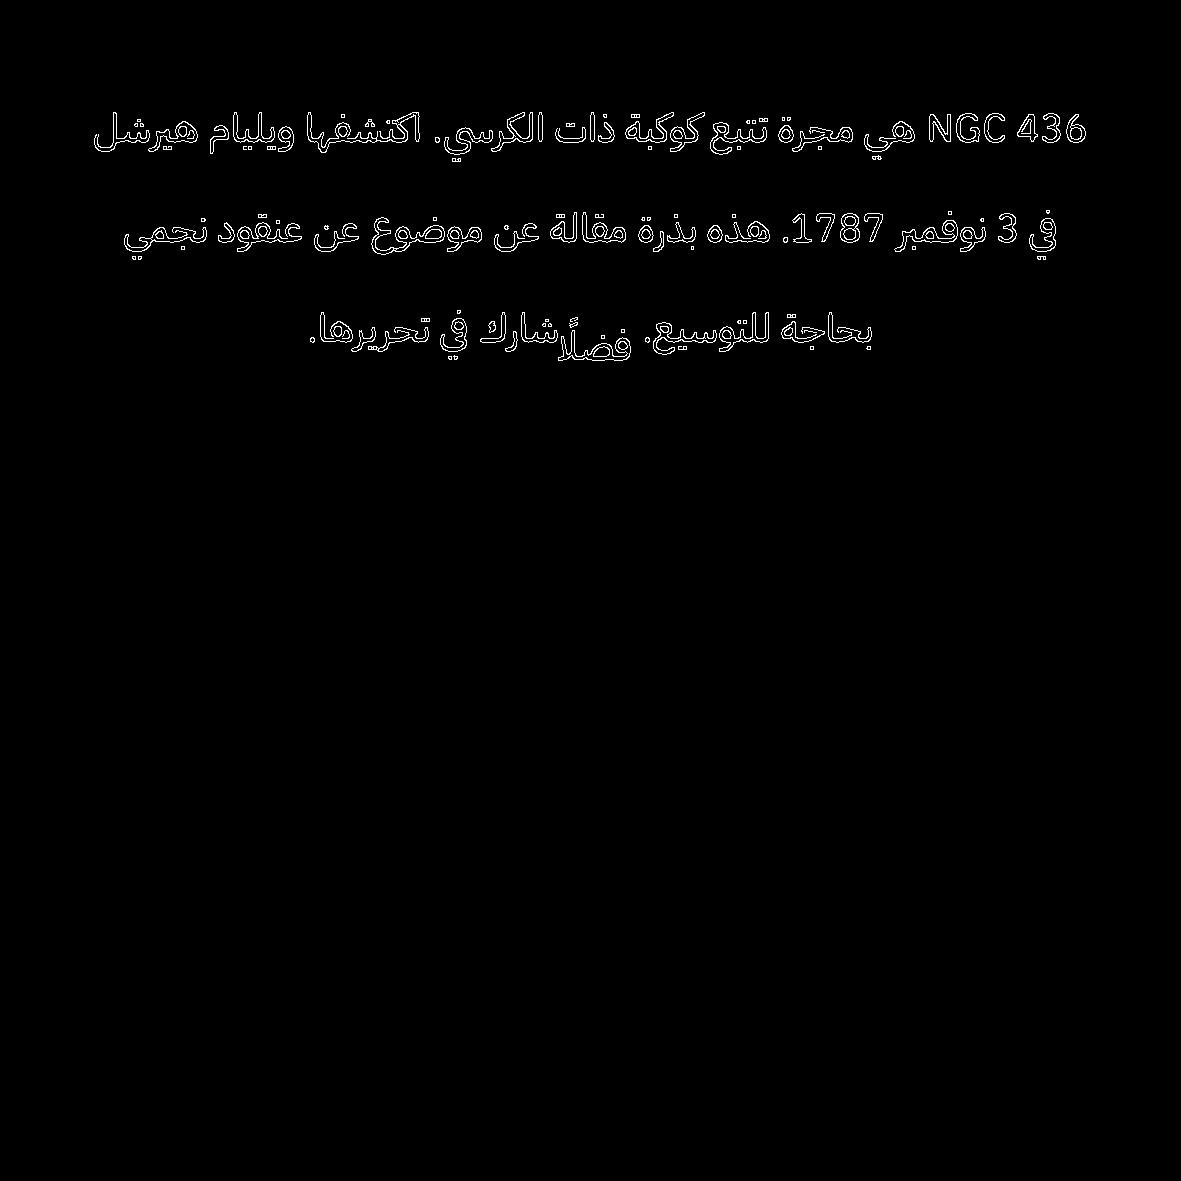 NGC 436 هي مجرة تتبع كوكبة ذات الكرسي. اكتشفها ويليام هيرشل
في 3 نوفمبر 1787. هذه بذرة مقالة عن موضوع عن عنقود نجمي
بحاجة للتوسيع. فضلًا شارك في تحريرها.